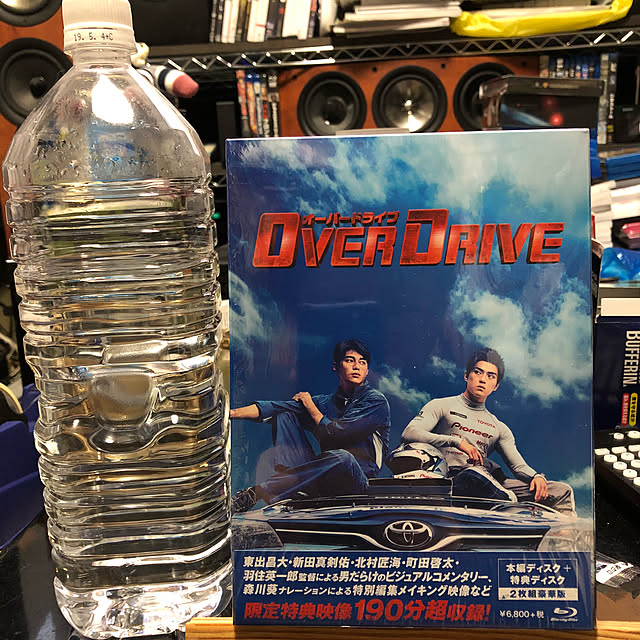 19.5.4+C
オーバードライブ
OVER DRIVE
TOYOTA
Pioneer
東出昌大・新田真剣佑・北村匠海・町田啓太・
羽住英一郎監督による男だらけのビジュアルコメンタリー、
森川葵ナレーションによる特別編集メイキング映像など
限定特典映像190分超収録!
本編ディスク+
特典ディスク
2枚組豪華版
¥6,800+税
Blu-ray Disc
BUFFERIN